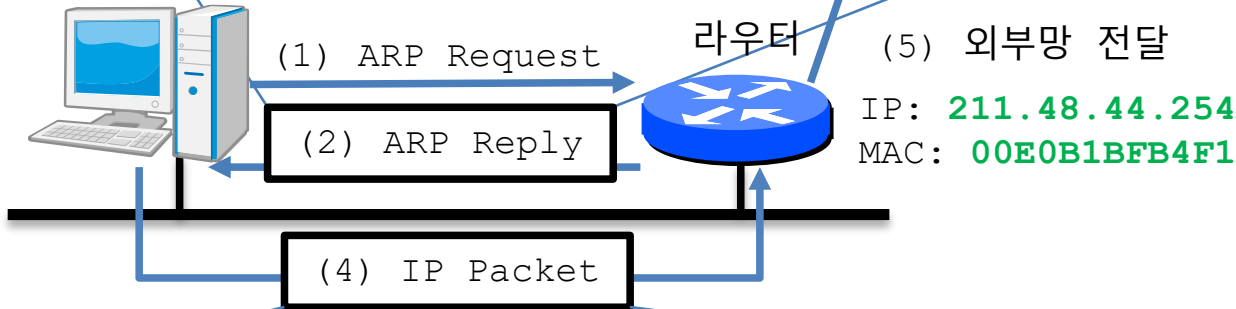 (1) ARP Request
라우터
(5) 외부망 전달
IP: 211.48.44.254
MAC: 00E0B1BFB4F1
(2) ARP Reply
(4) IP Packet